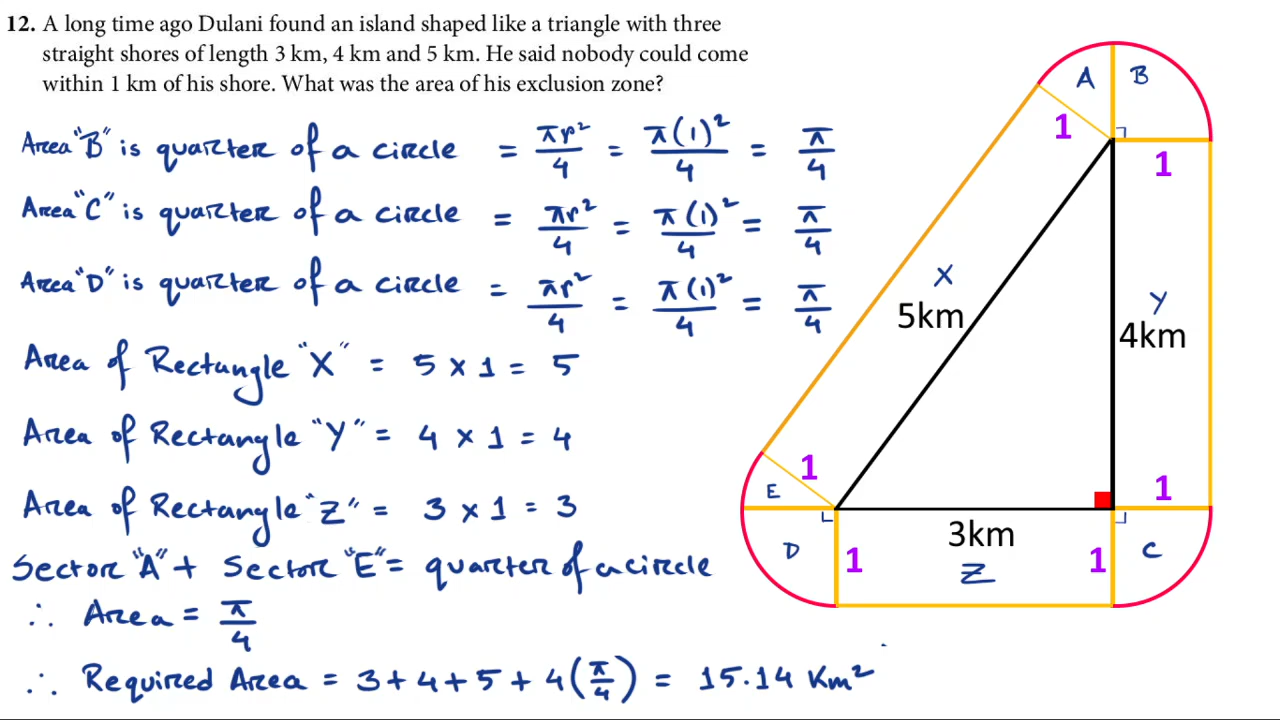 12. A long time ago Dulani found an island shaped like a triangle with three
straight shores of length 3 km, 4 km and 5 km. He said nobody could come
within 1 km of his shore. What was the area of his exclusion zone?
Area "B" is quarter of a circle = πr²/4 = π(1)²/4 = π/4
Area "C" is quarter of a circle = πr²/4 = π(1)²/4 = π/4
Area "D" is quarter of a circle = πr²/4 = π(1)²/4 = π/4
Area of Rectangle "X" = 5 x 1 = 5
Area of Rectangle "Y" = 4 x 1 = 4
Area of Rectangle "Z" = 3 x 1 = 3
Sector "A" + Sector "E" = quarter of a circle
∴ Area = π/4
∴ Required Area = 3+4+5+4(π/4) = 15.14 Km²
A B
1
1
X
5km
Y
4km
1
E
1
3km
D
1
Z
1
C